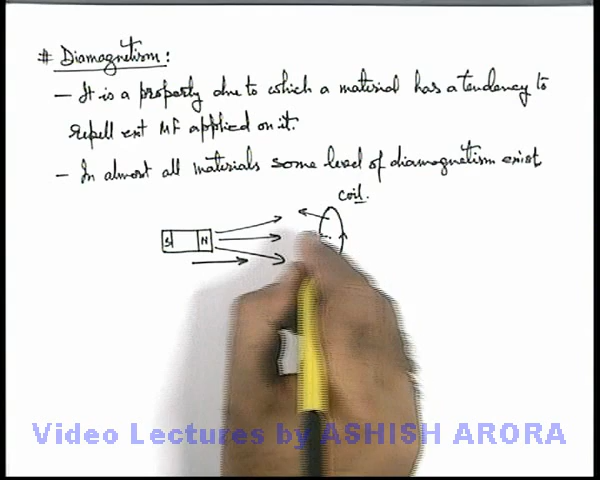 # Diamagnetism:
– It is a property due to which a material has a tendency to
repell ext MF applied on it.
– In almost all materials some level of diamagnetism exist
coil.
S N
Video Lectures by ASHISH ARORA